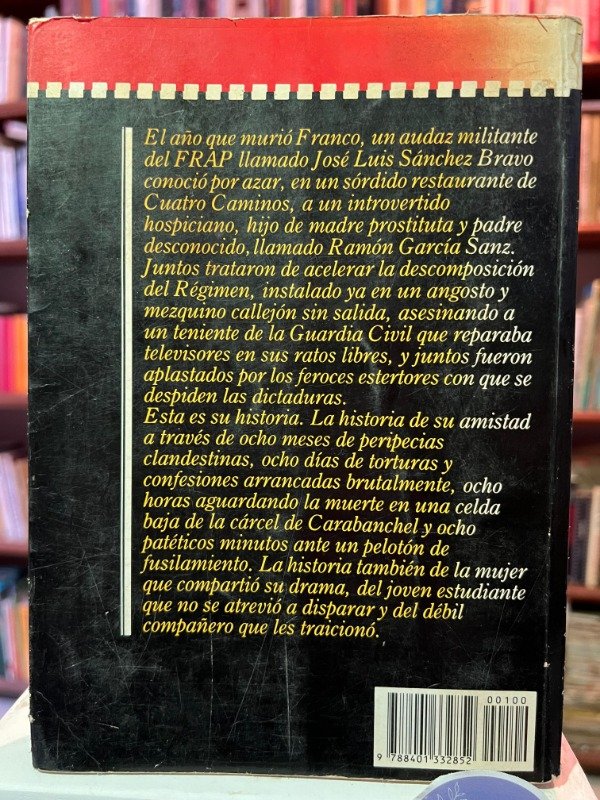 El año que murió Franco, un audaz militante
del FRAP llamado José Luis Sánchez Bravo
conoció por azar, en un sórdido restaurante de
Cuatro Caminos, a un introvertido
hospiciano, hijo de madre prostituta y padre
desconocido, llamado Ramón García Sanz.
Juntos trataron de acelerar la descomposición
del Régimen, instalado ya en un angosto y
mezquino callejón sin salida, asesinando a
un teniente de la Guardia Civil que reparaba
televisores en sus ratos libres, y juntos fueron
aplastados por los feroces estertores con que se
despiden las dictaduras.
Esta es su historia. La historia de su amistad
a través de ocho meses de peripecias
clandestinas, ocho días de torturas y
confesiones arrancadas brutalmente, ocho
horas aguardando la muerte en una celda
baja de la cárcel de Carabanchel y ocho
patéticos minutos ante un pelotón de
fusilamiento. La historia también de la mujer
que compartió su drama, del joven estudiante
que no se atrevió a disparar y del débil
compañero que les traicionó.
00100
9 788401 332852